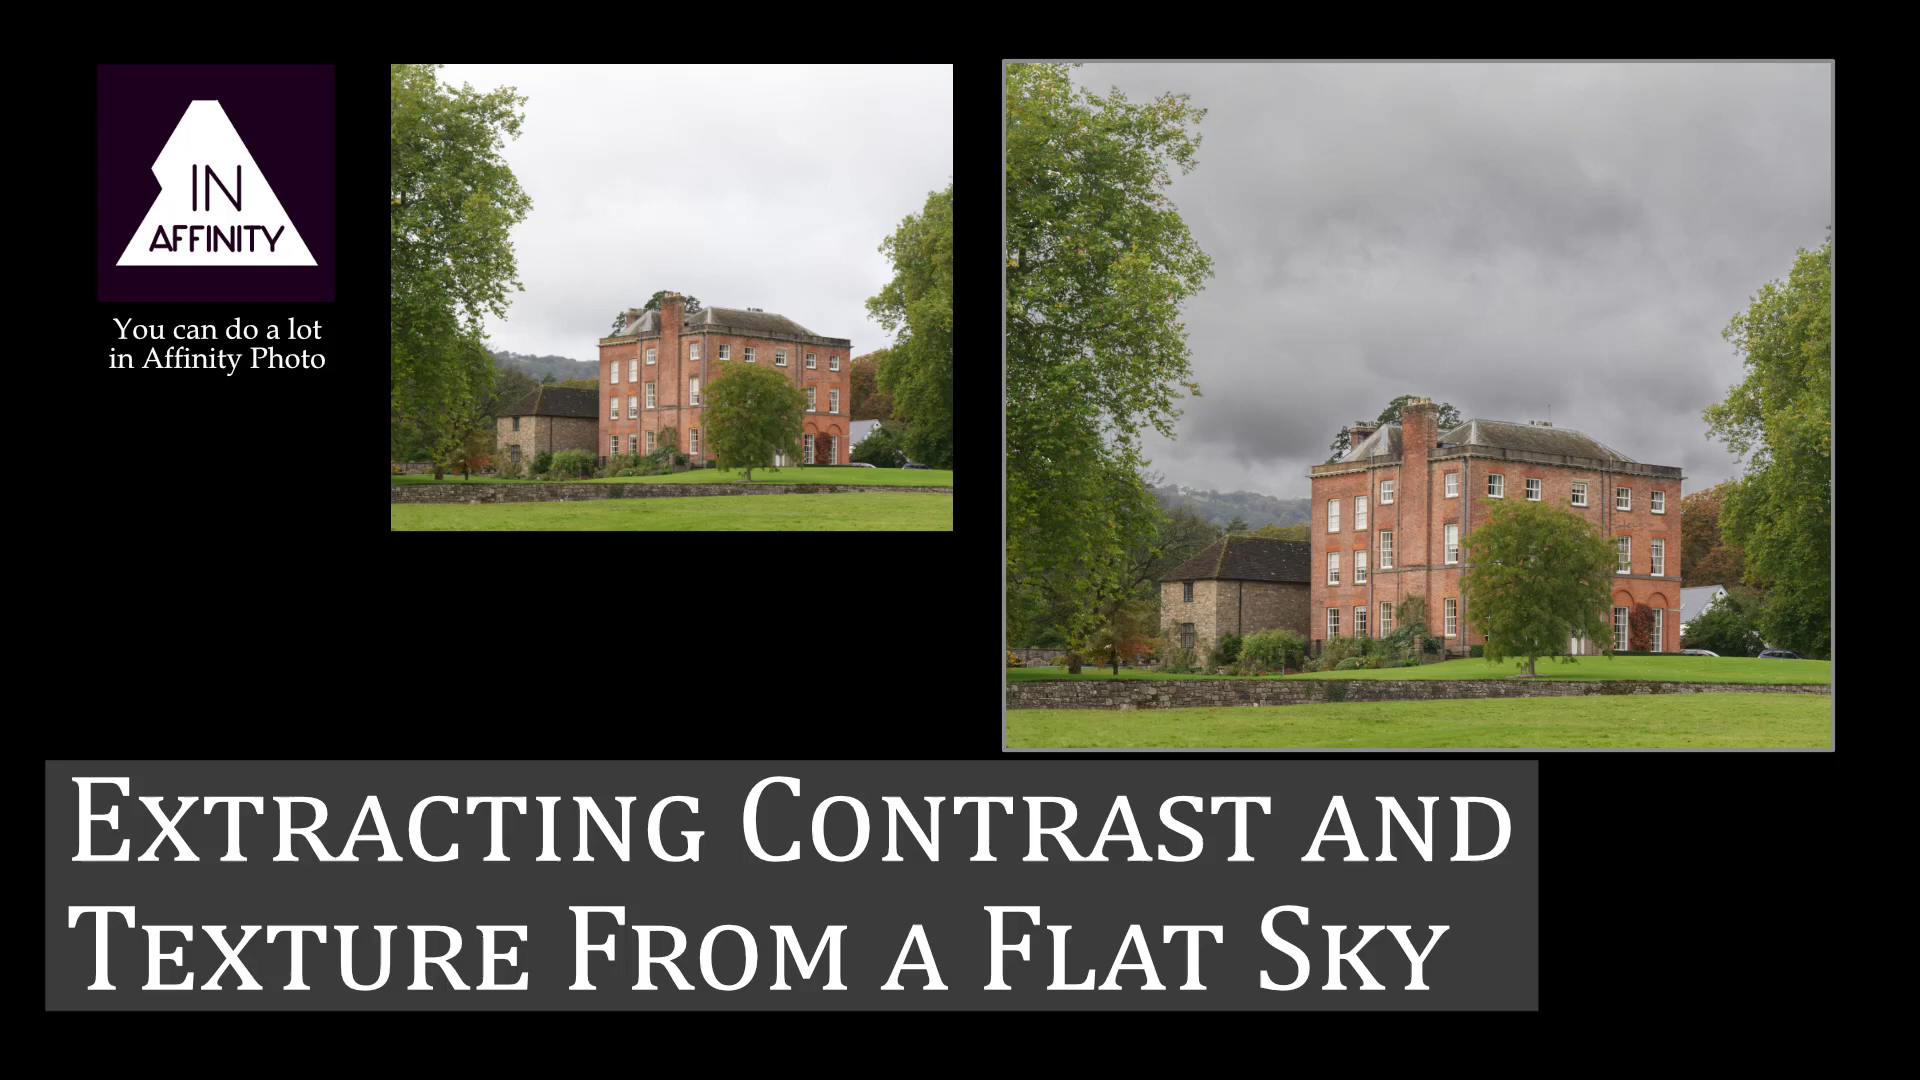 IN
AFFINITY
You can do a lot
in Affinity Photo
Extracting Contrast and
Texture From a Flat Sky